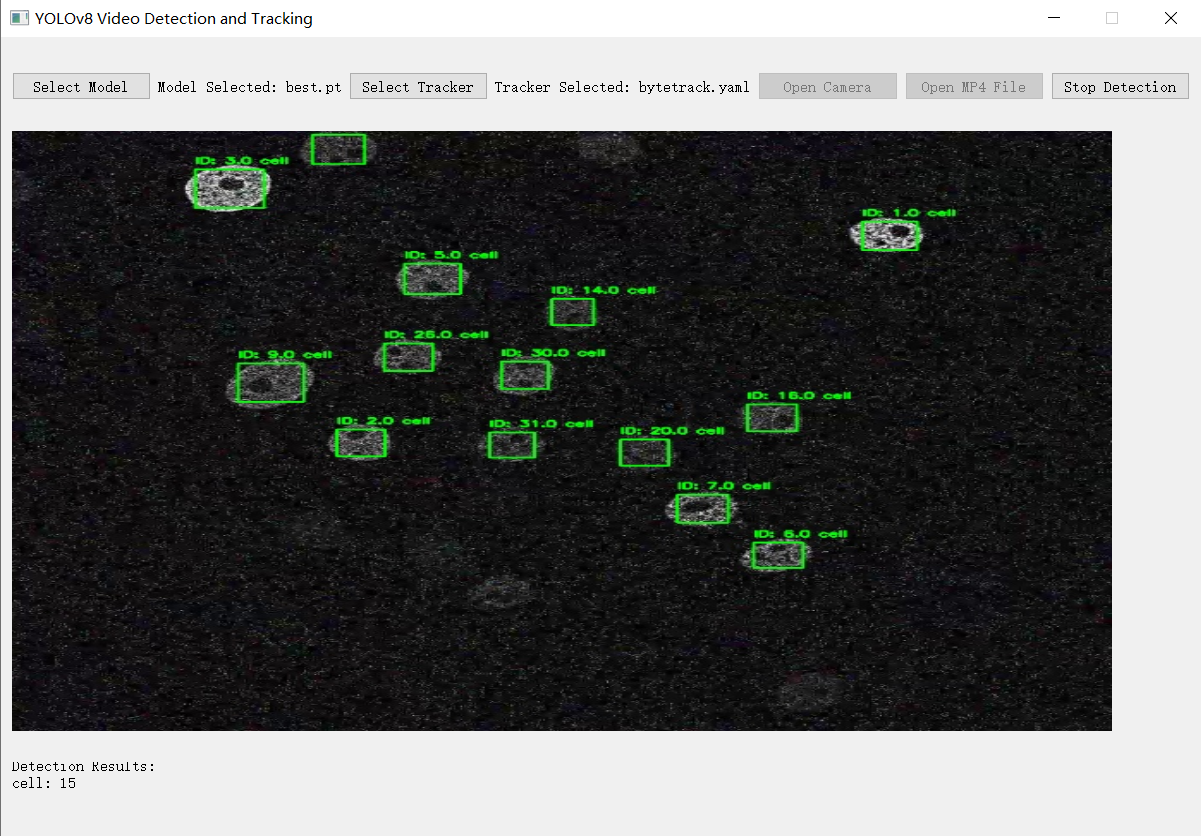 YOLOv8 Video Detection and Tracking
Select Model Model Selected: best.pt Select Tracker Tracker Selected: bytetrack.yaml Open Camera Open MP4 File Stop Detection
ID: 3.0 cell
ID: 1.0 cell
ID: 5.0 cell
ID: 14.0 cell
ID: 26.0 cell
ID: 9.0 cell
ID: 30.0 cell
ID: 16.0 cell
ID: 2.0 cell
ID: 31.0 cell
ID: 20.0 cell
ID: 7.0 cell
ID: 6.0 cell
Detection Results:
cell: 15